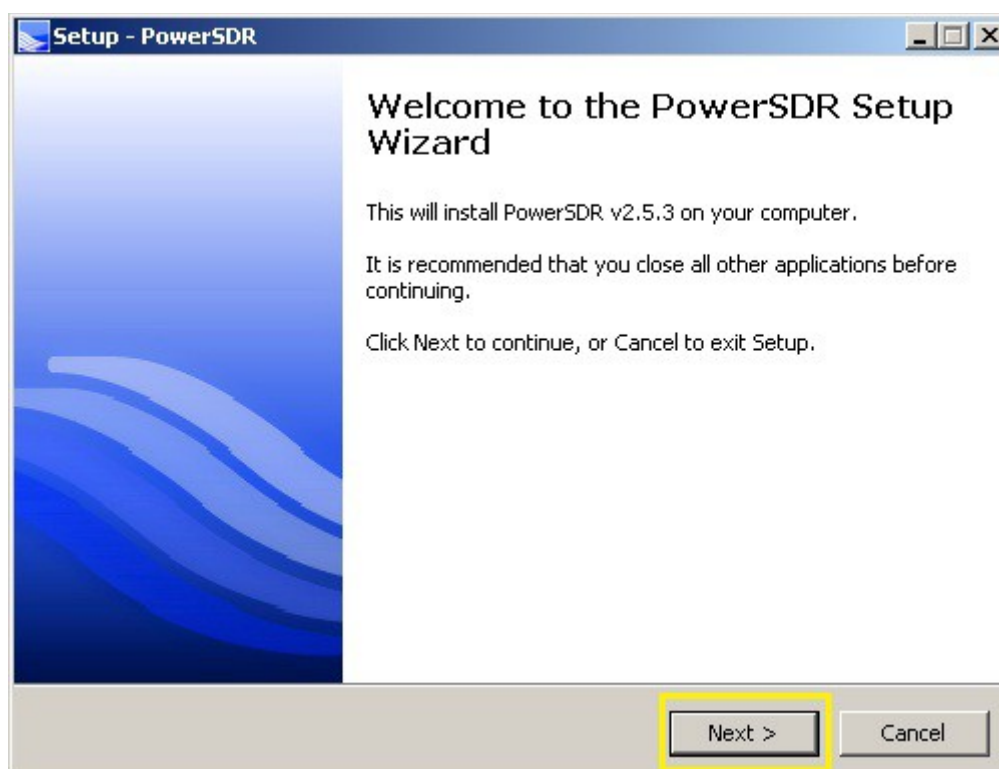 Setup - PowerSDR
Welcome to the PowerSDR Setup
Wizard
This will install PowerSDR v2.5.3 on your computer.
It is recommended that you close all other applications before
continuing.
Click Next to continue, or Cancel to exit Setup.
Next >
Cancel